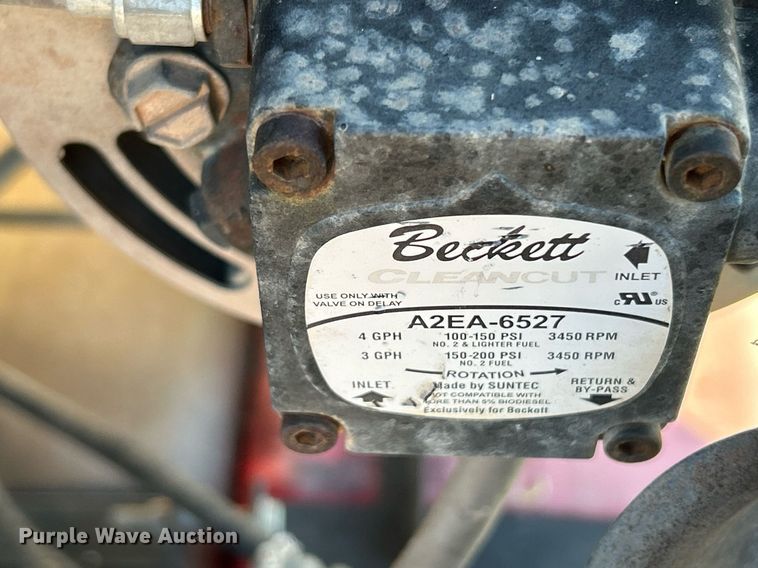 Beckett
CLEANCUT
INLET
USE ONLY WITH
VALVE ON DELAY
c RU US
A2EA-6527
4 GPH 100-150 PSI 3450 RPM
NO. 2 & LIGHTER FUEL
3 GPH 150-200 PSI 3450 RPM
NO. 2 FUEL
ROTATION
INLET Made by SUNTEC RETURN &
BY-PASS
NOT COMPATIBLE WITH
MORE THAN 5% BIODIESEL
Exclusively for Beckett
Purple Wave Auction